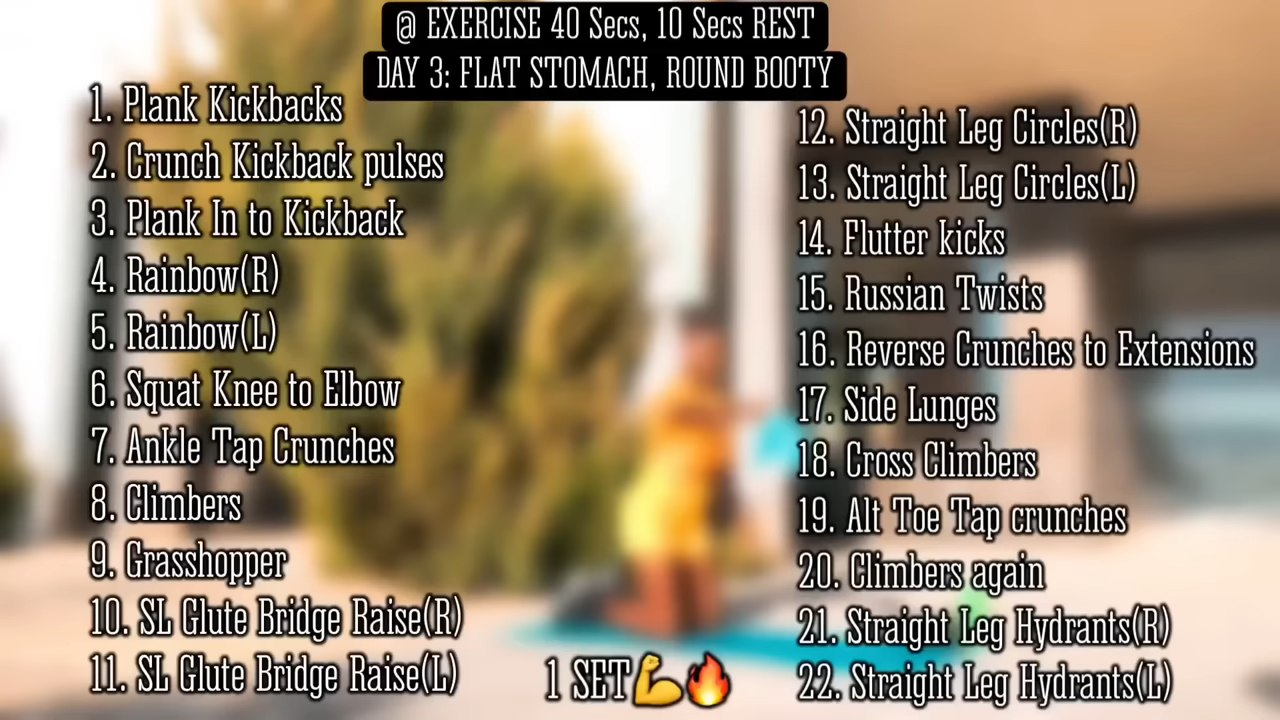 @ EXERCISE 40 Secs, 10 Secs REST
DAY 3: FLAT STOMACH, ROUND BOOTY
1. Plank Kickbacks
2. Crunch Kickback pulses
3. Plank In to Kickback
4. Rainbow(R)
5. Rainbow(L)
6. Squat Knee to Elbow
7. Ankle Tap Crunches
8. Climbers
9. Grasshopper
10. SL Glute Bridge Raise(R)
11. SL Glute Bridge Raise(L)
12. Straight Leg Circles(R)
13. Straight Leg Circles(L)
14. Flutter kicks
15. Russian Twists
16. Reverse Crunches to Extensions
17. Side Lunges
18. Cross Climbers
19. Alt Toe Tap crunches
20. Climbers again
21. Straight Leg Hydrants(R)
22. Straight Leg Hydrants(L)
1 SET💪🔥